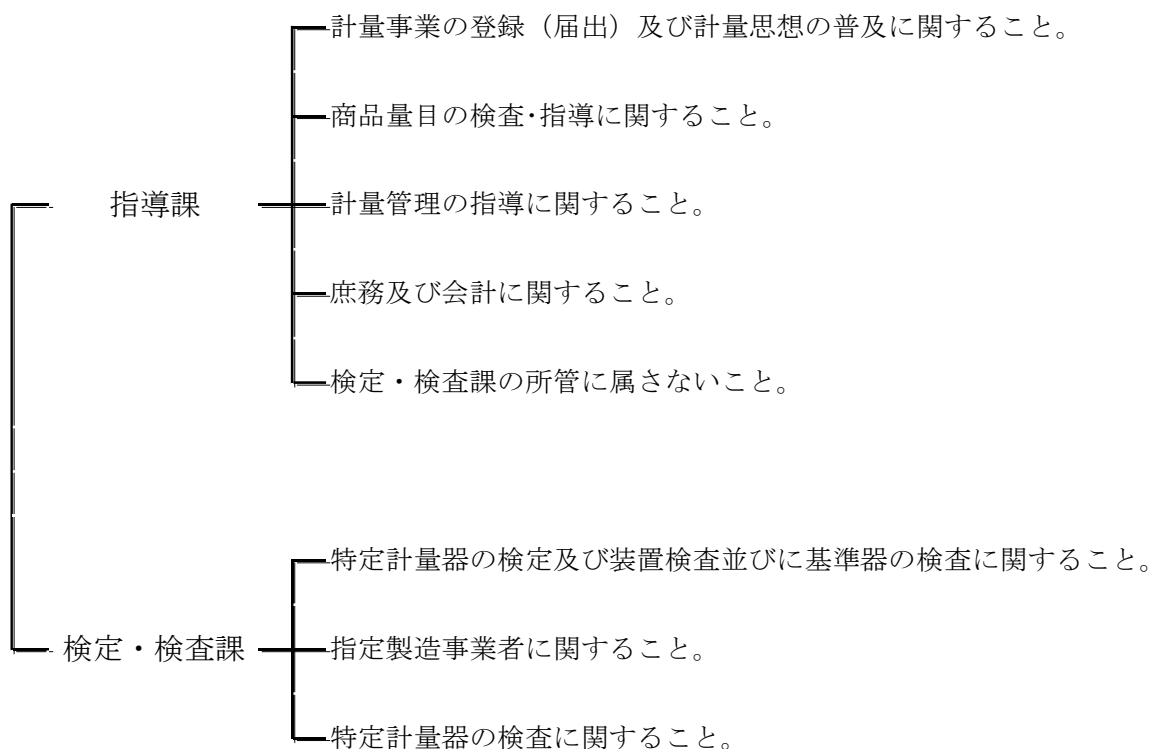 計量事業の登録（届出）及び計量思想の普及に関すること。
商品量目の検査･指導に関すること。
指導課
計量管理の指導に関すること。
庶務及び会計に関すること。
検定・検査課の所管に属さないこと。
特定計量器の検定及び装置検査並びに基準器の検査に関すること。
検定・検査課
指定製造事業者に関すること。
特定計量器の検査に関すること。